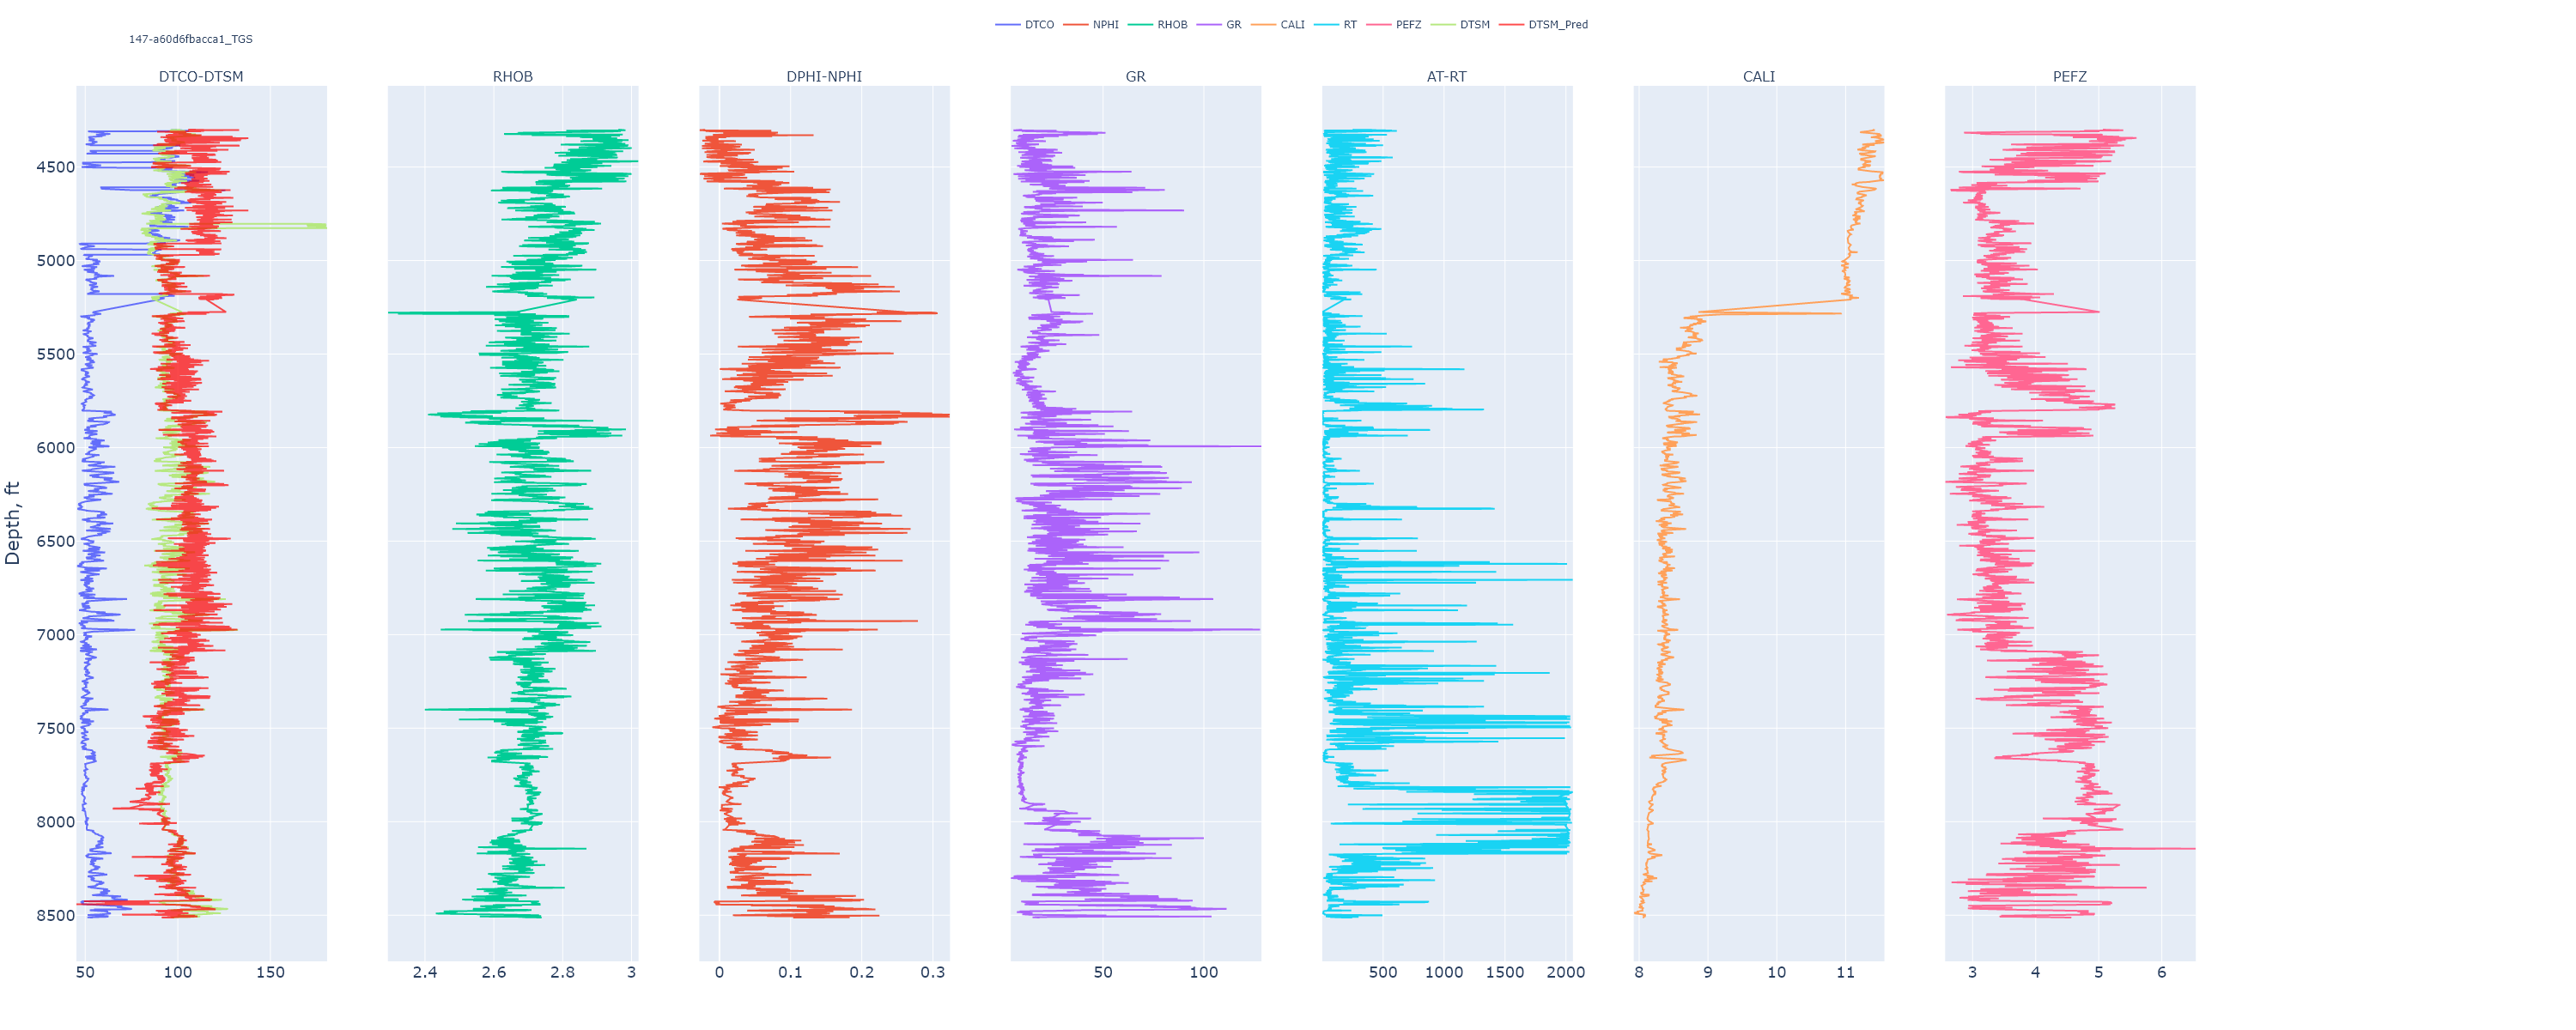 DTCO NPHI RHOB GR CALI RT PEFZ DTSM DTSM_Pred
147-a60d6fbacca1_TGS
DTCO-DTSM RHOB DPHI-NPHI GR AT-RT CALI PEFZ
4500
5000
5500
6000
Depth, ft
6500
7000
7500
8000
8500
50 100 150 2.4 2.6 2.8 3 0 0.1 0.2 0.3 50 100 500 1000 1500 2000 8 9 10 11 3 4 5 6